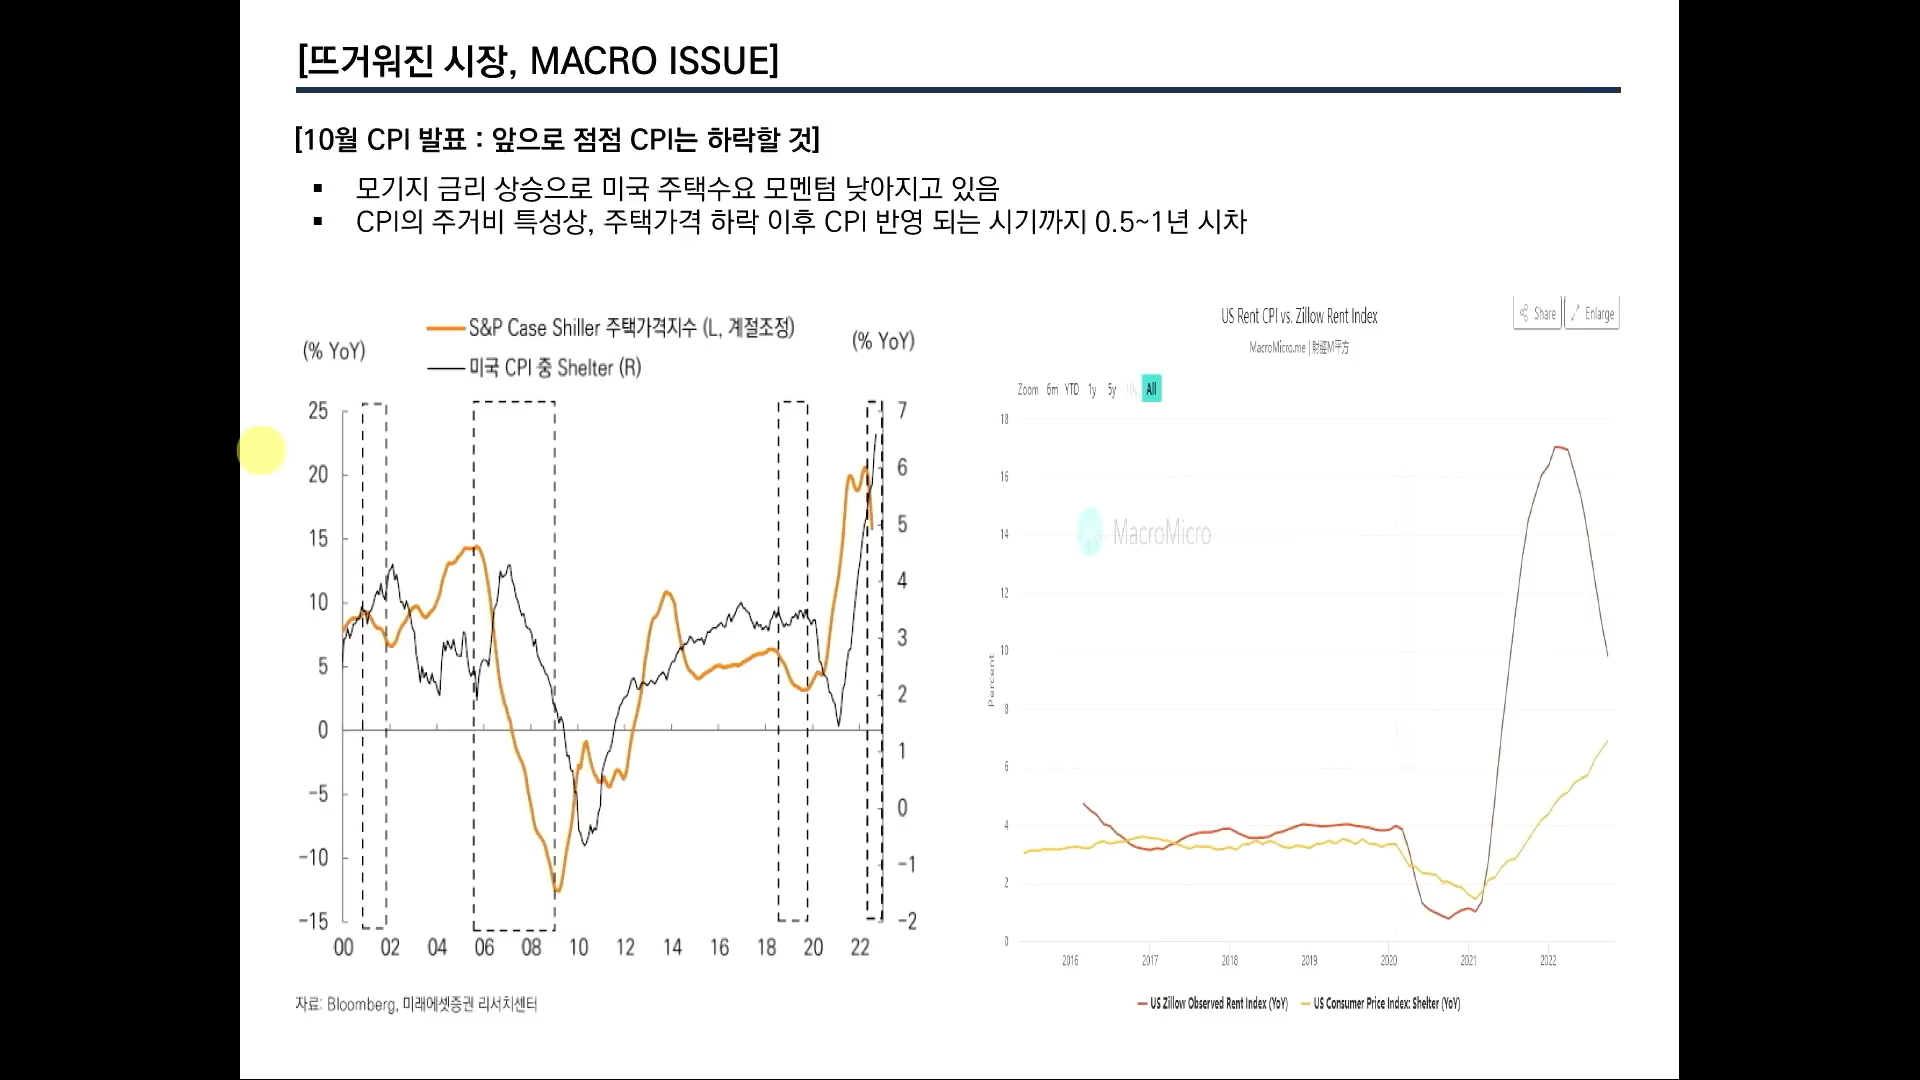 [뜨거워진 시장, MACRO ISSUE]
[10월 CPI 발표 : 앞으로 점점 CPI는 하락할 것]
▪ 모기지 금리 상승으로 미국 주택수요 모멘텀 낮아지고 있음
▪ CPI의 주거비 특성상, 주택가격 하락 이후 CPI 반영 되는 시기까지 0.5~1년 시차
S&P Case Shiller 주택가격지수 (L, 계절조정)
미국 CPI 중 Shelter (R)
(% YoY)
(% YoY)
25
20
15
10
5
0
−5
−10
−15
7
6
5
4
3
2
1
0
−1
−2
00 02 04 06 08 10 12 14 16 18 20 22
자료: Bloomberg, 미래에셋증권 리서치센터
US Rent CPI vs. Zillow Rent Index
MacroMicro.me | 財經M平方
Share Enlarge
Zoom 6m YTD 1y 5y 10y All
MacroMicro
Percent
18
16
14
12
10
8
6
4
2
0
2016 2017 2018 2019 2020 2021 2022
US Zillow Observed Rent Index (YoY) US Consumer Price Index: Shelter (YoY)